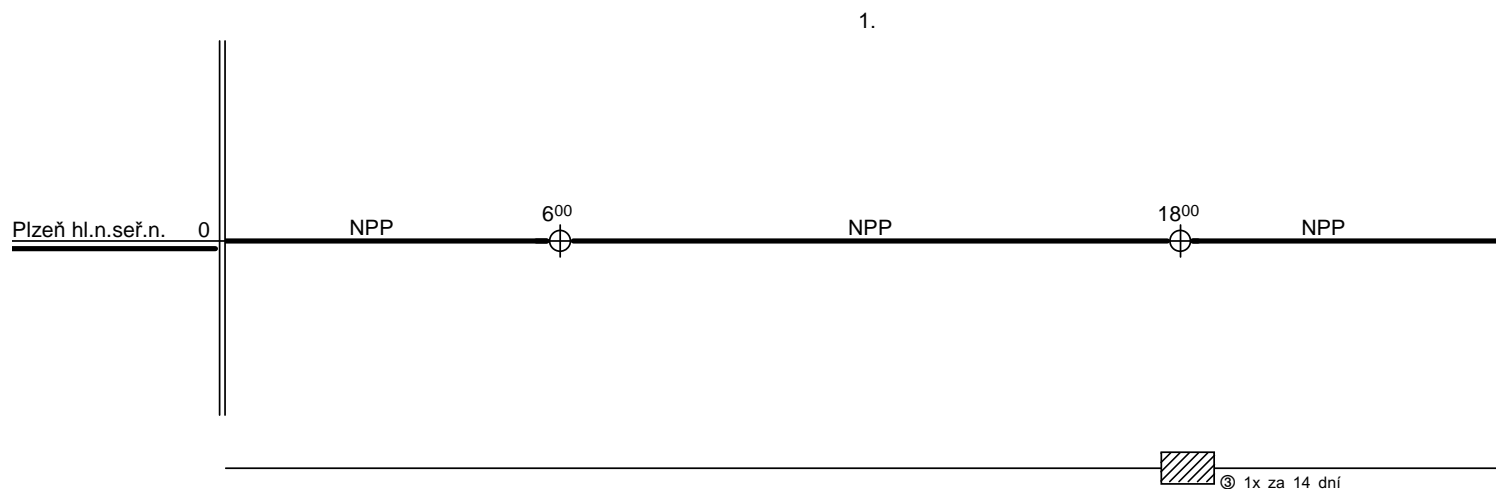 1.
6⁰⁰ 18⁰⁰
Plzeň hl.n.seř.n. 0 NPP NPP NPP
③ 1x za 14 dní